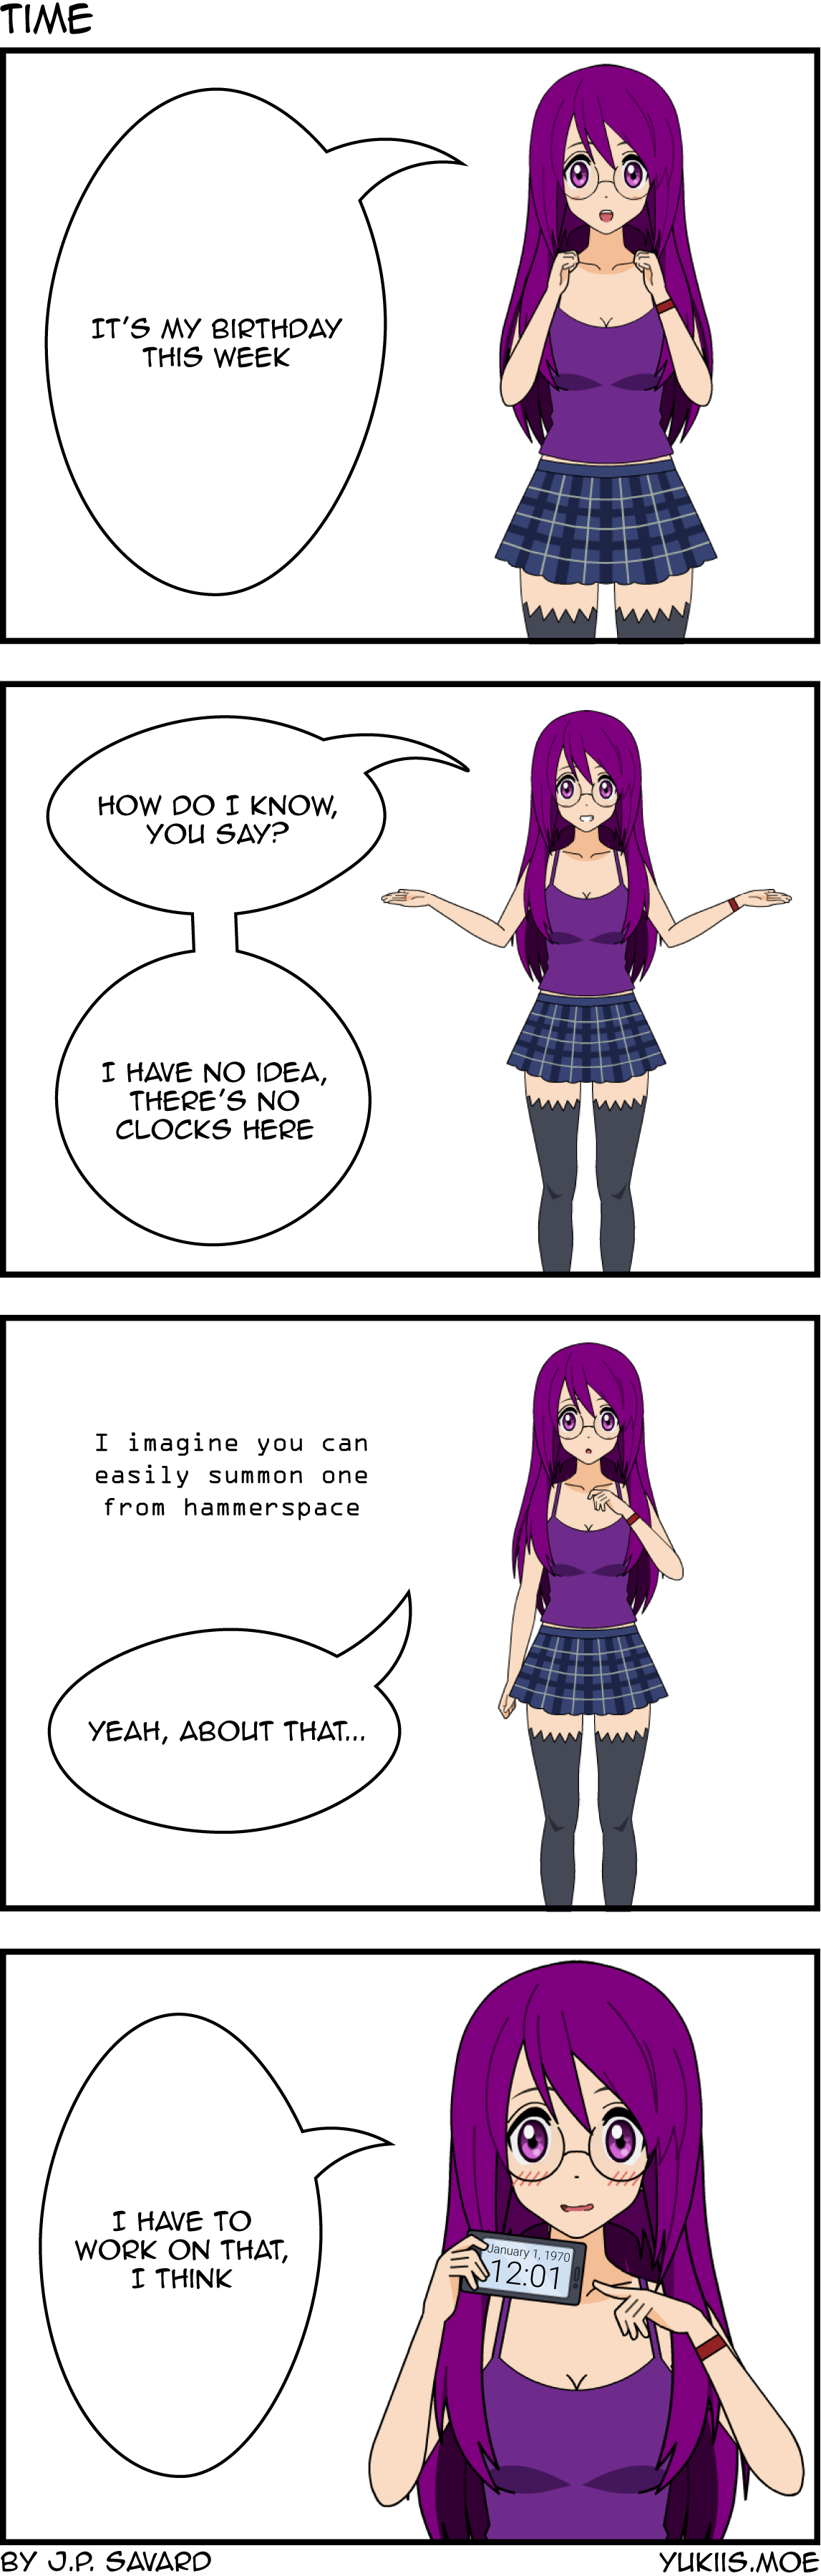 TIME
IT'S MY BIRTHDAY
THIS WEEK
HOW DO I KNOW,
YOU SAY?
I HAVE NO IDEA,
THERE'S NO
CLOCKS HERE
I imagine you can
easily summon one
from hammerspace
YEAH, ABOUT THAT...
I HAVE TO
WORK ON THAT,
I THINK
January 1, 1970
12:01
BY J.P. SAVARD
YUKIIS.MOE